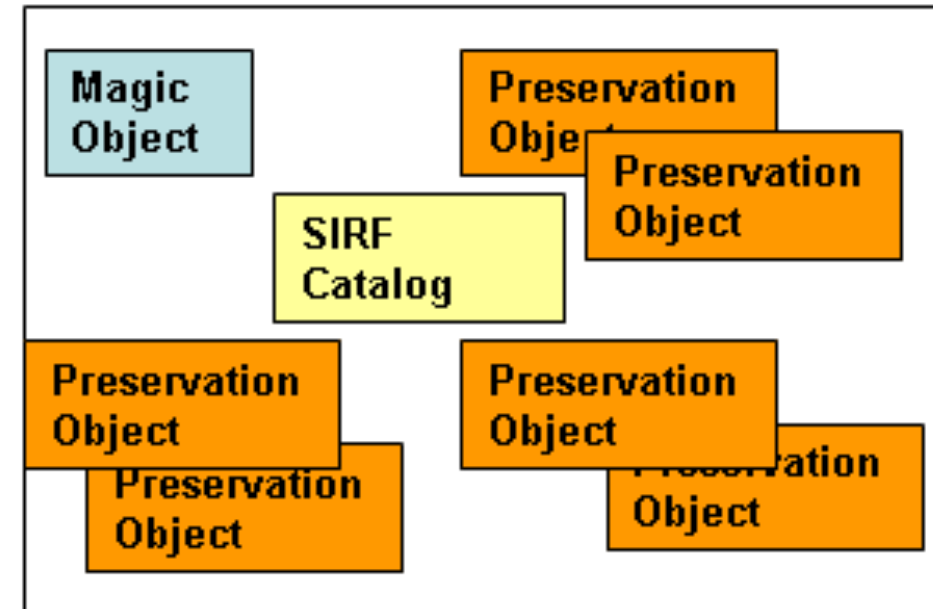 Magic
Object
Preservation
Object
Preservation
Object
SIRF
Catalog
Preservation
Object
Preservation
Object
Preservation
Object
Preservation
Object